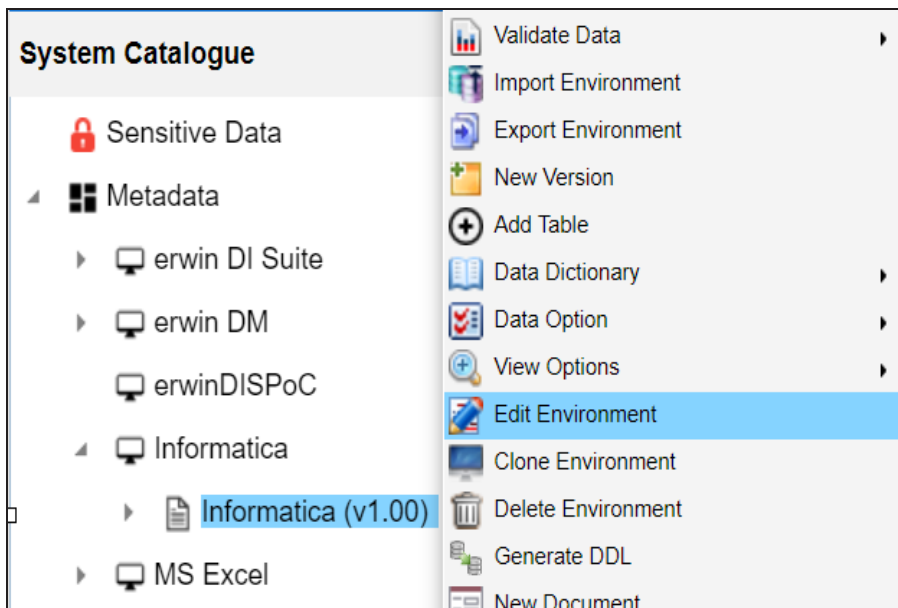 System Catalogue
Sensitive Data
Metadata
erwin DI Suite
erwin DM
erwinDISPoC
Informatica
Informatica (v1.00)
MS Excel
Validate Data
Import Environment
Export Environment
New Version
Add Table
Data Dictionary
Data Option
View Options
Edit Environment
Clone Environment
Delete Environment
Generate DDL
New Document